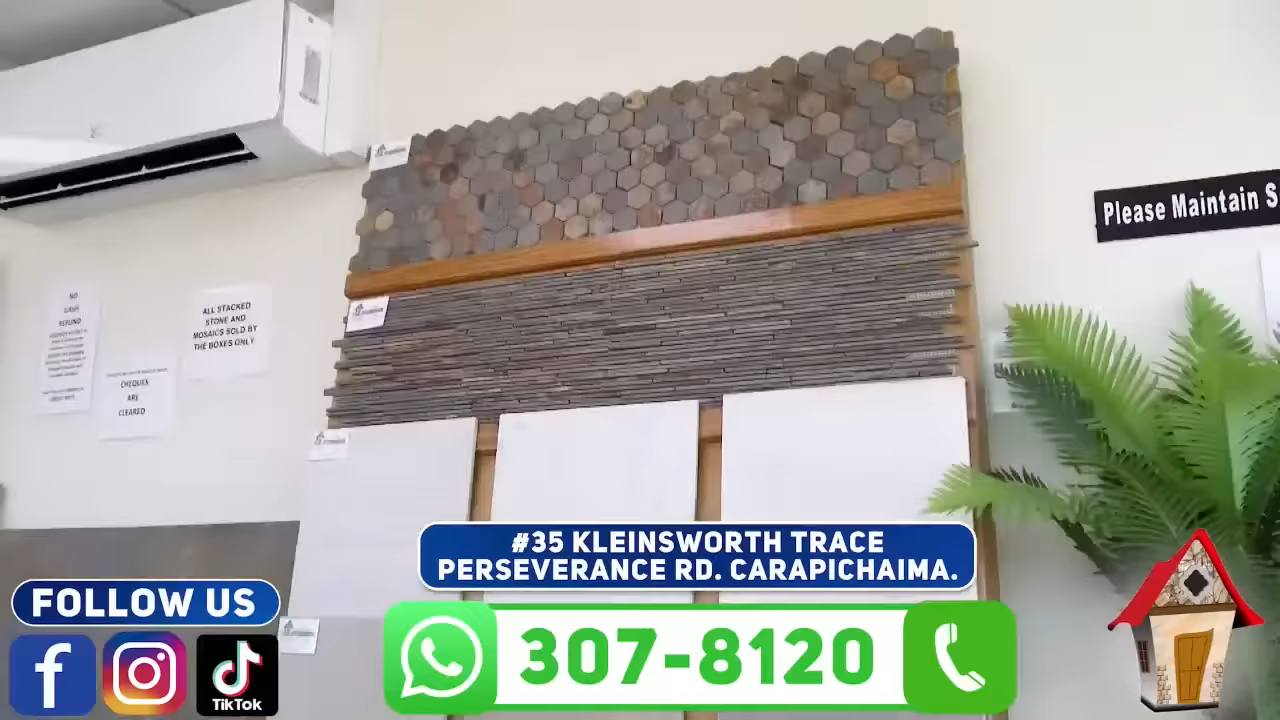 Please Maintain S
NO
CASH
REFUND
ALL STACKED
STONE AND
MOSAICS SOLD BY
THE BOXES ONLY
CHEQUES
ARE
CLEARED
#35 KLEINSWORTH TRACE
PERSEVERANCE RD. CARAPICHAIMA.
FOLLOW US
307-8120
TikTok